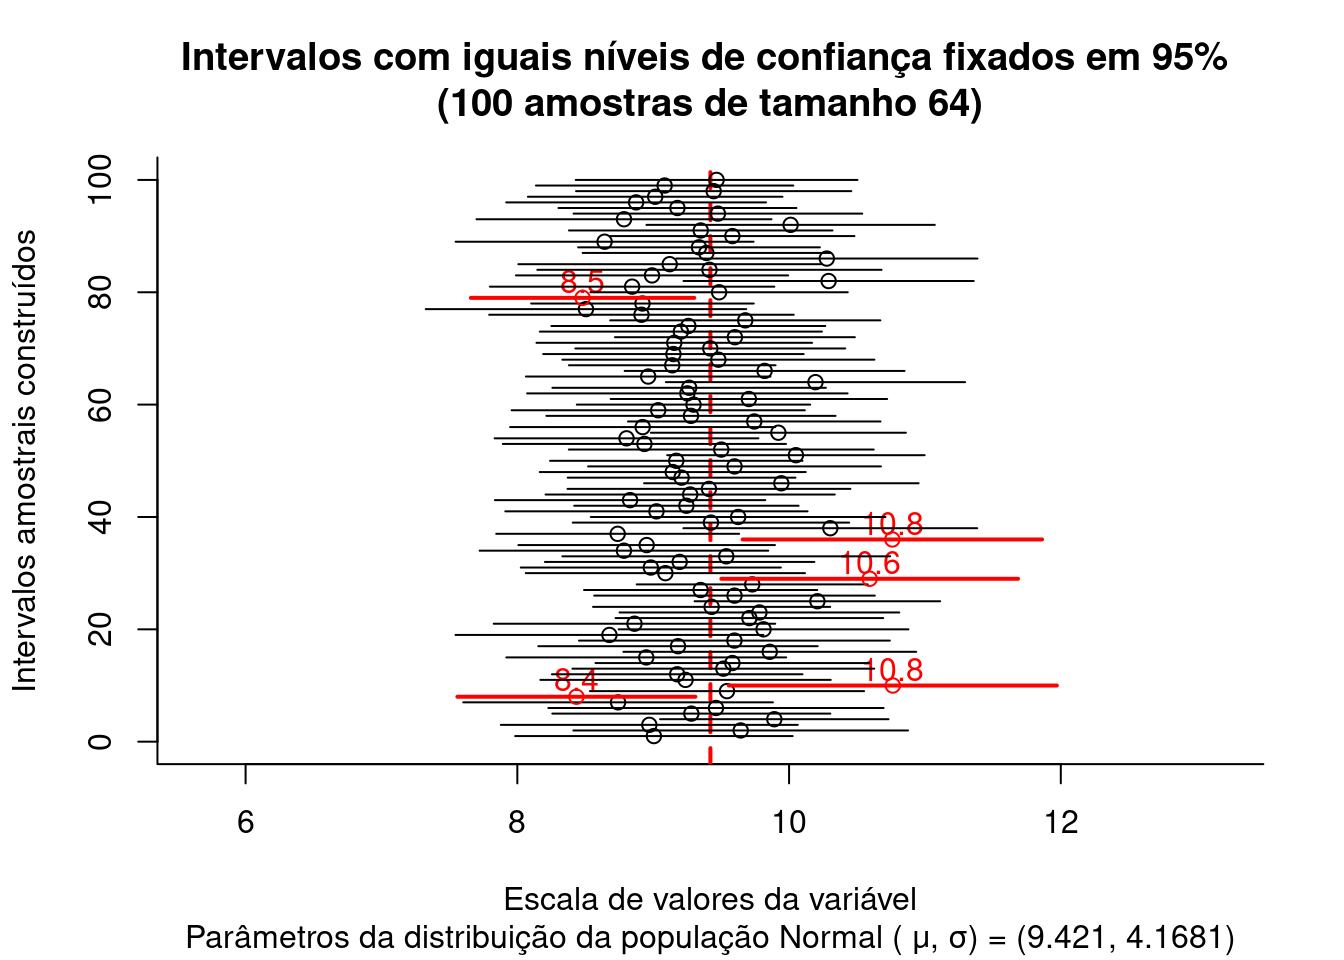 Intervalos com iguais níveis de confiança fixados em 95%
(100 amostras de tamanho 64)
Intervalos amostrais construídos
100
80
60
40
20
0
8.5
10.8
10.6
10.8
8.4
6 8 10 12
Escala de valores da variável
Parâmetros da distribuição da população Normal ( μ, σ) = (9.421, 4.1681)